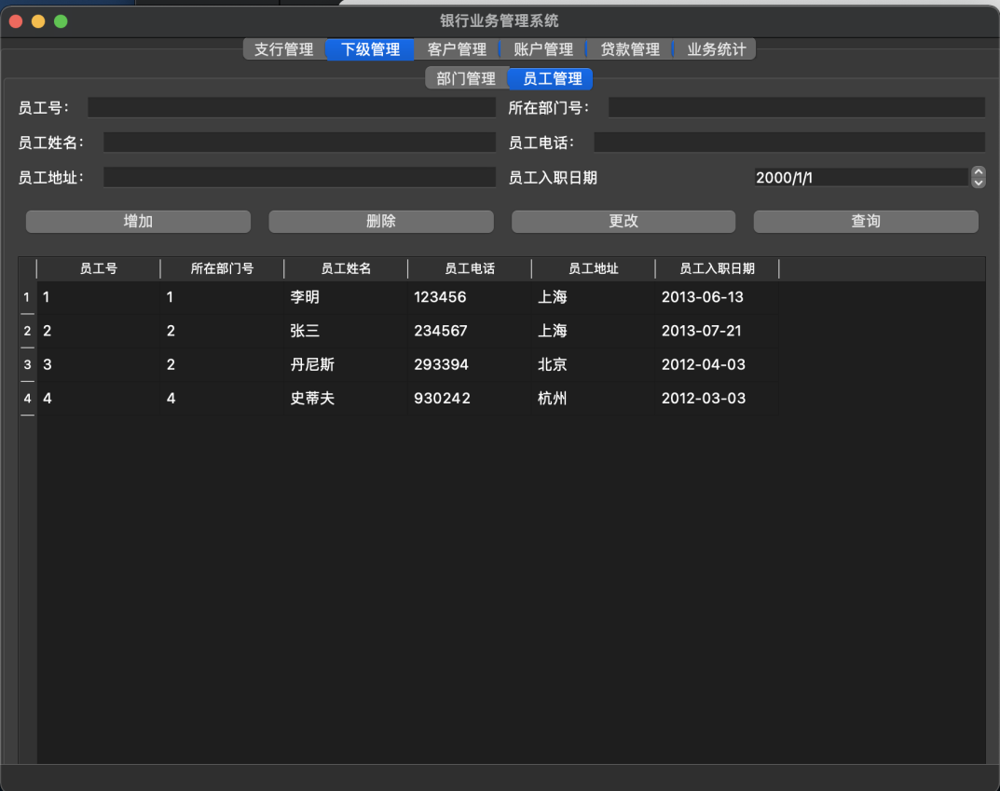 银行业务管理系统
支行管理 下级管理 客户管理 账户管理 贷款管理 业务统计
部门管理 员工管理
员工号： 所在部门号：
员工姓名： 员工电话：
员工地址： 员工入职日期 2000/1/1
增加 删除 更改 查询
员工号 所在部门号 员工姓名 员工电话 员工地址 员工入职日期
1 1 1 李明 123456 上海 2013-06-13
2 2 2 张三 234567 上海 2013-07-21
3 3 2 丹尼斯 293394 北京 2012-04-03
4 4 4 史蒂夫 930242 杭州 2012-03-03